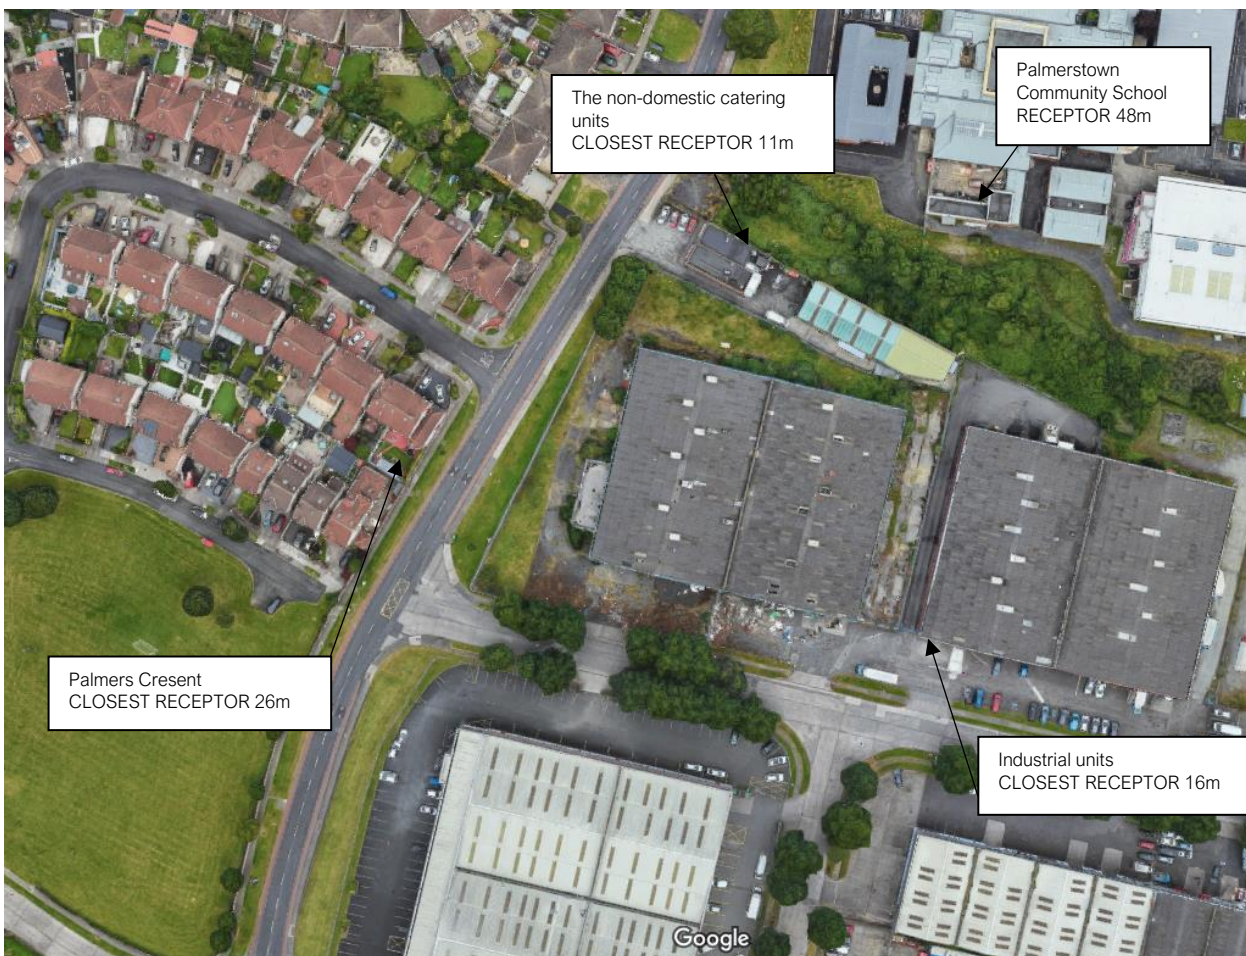 The non-domestic catering
units
CLOSEST RECEPTOR 11m
Palmerstown
Community School
RECEPTOR 48m
Palmers Cresent
CLOSEST RECEPTOR 26m
Industrial units
CLOSEST RECEPTOR 16m
Google